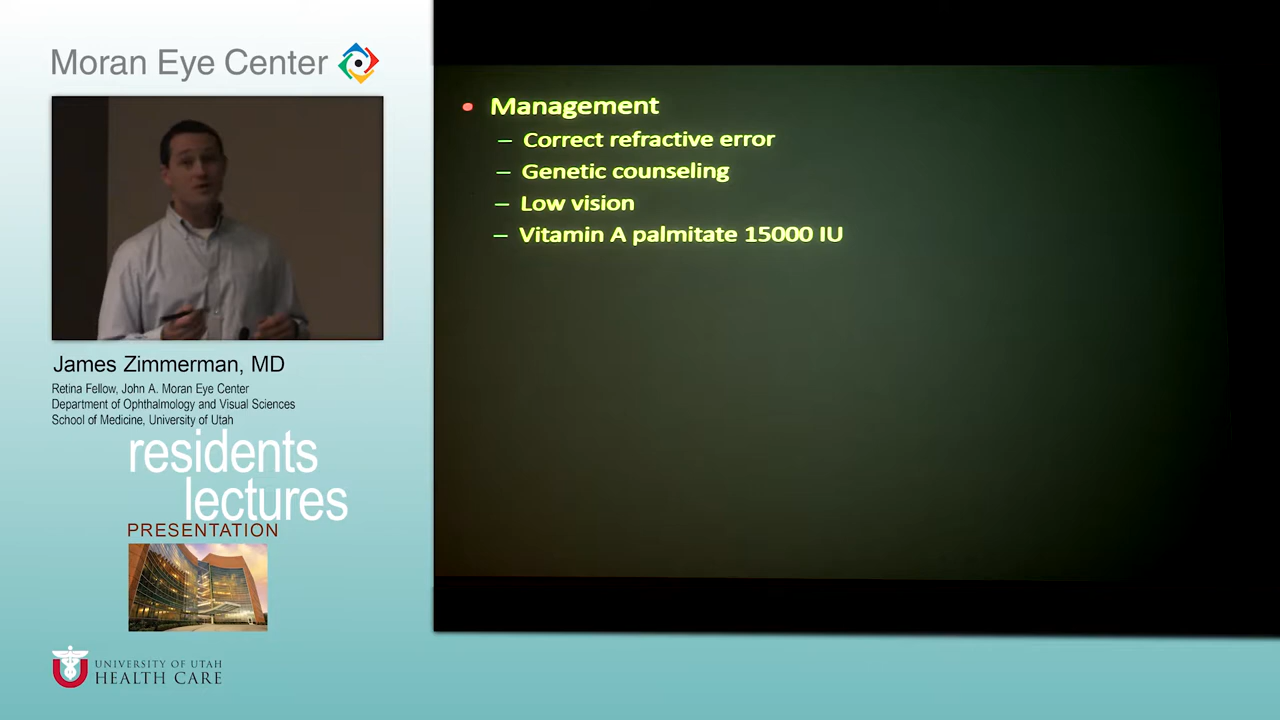 Moran Eye Center
James Zimmerman, MD
Retina Fellow, John A. Moran Eye Center
Department of Ophthalmology and Visual Sciences
School of Medicine, University of Utah
residents
lectures
PRESENTATION
UNIVERSITY OF UTAH
HEALTH CARE
• Management
– Correct refractive error
– Genetic counseling
– Low vision
– Vitamin A palmitate 15000 IU